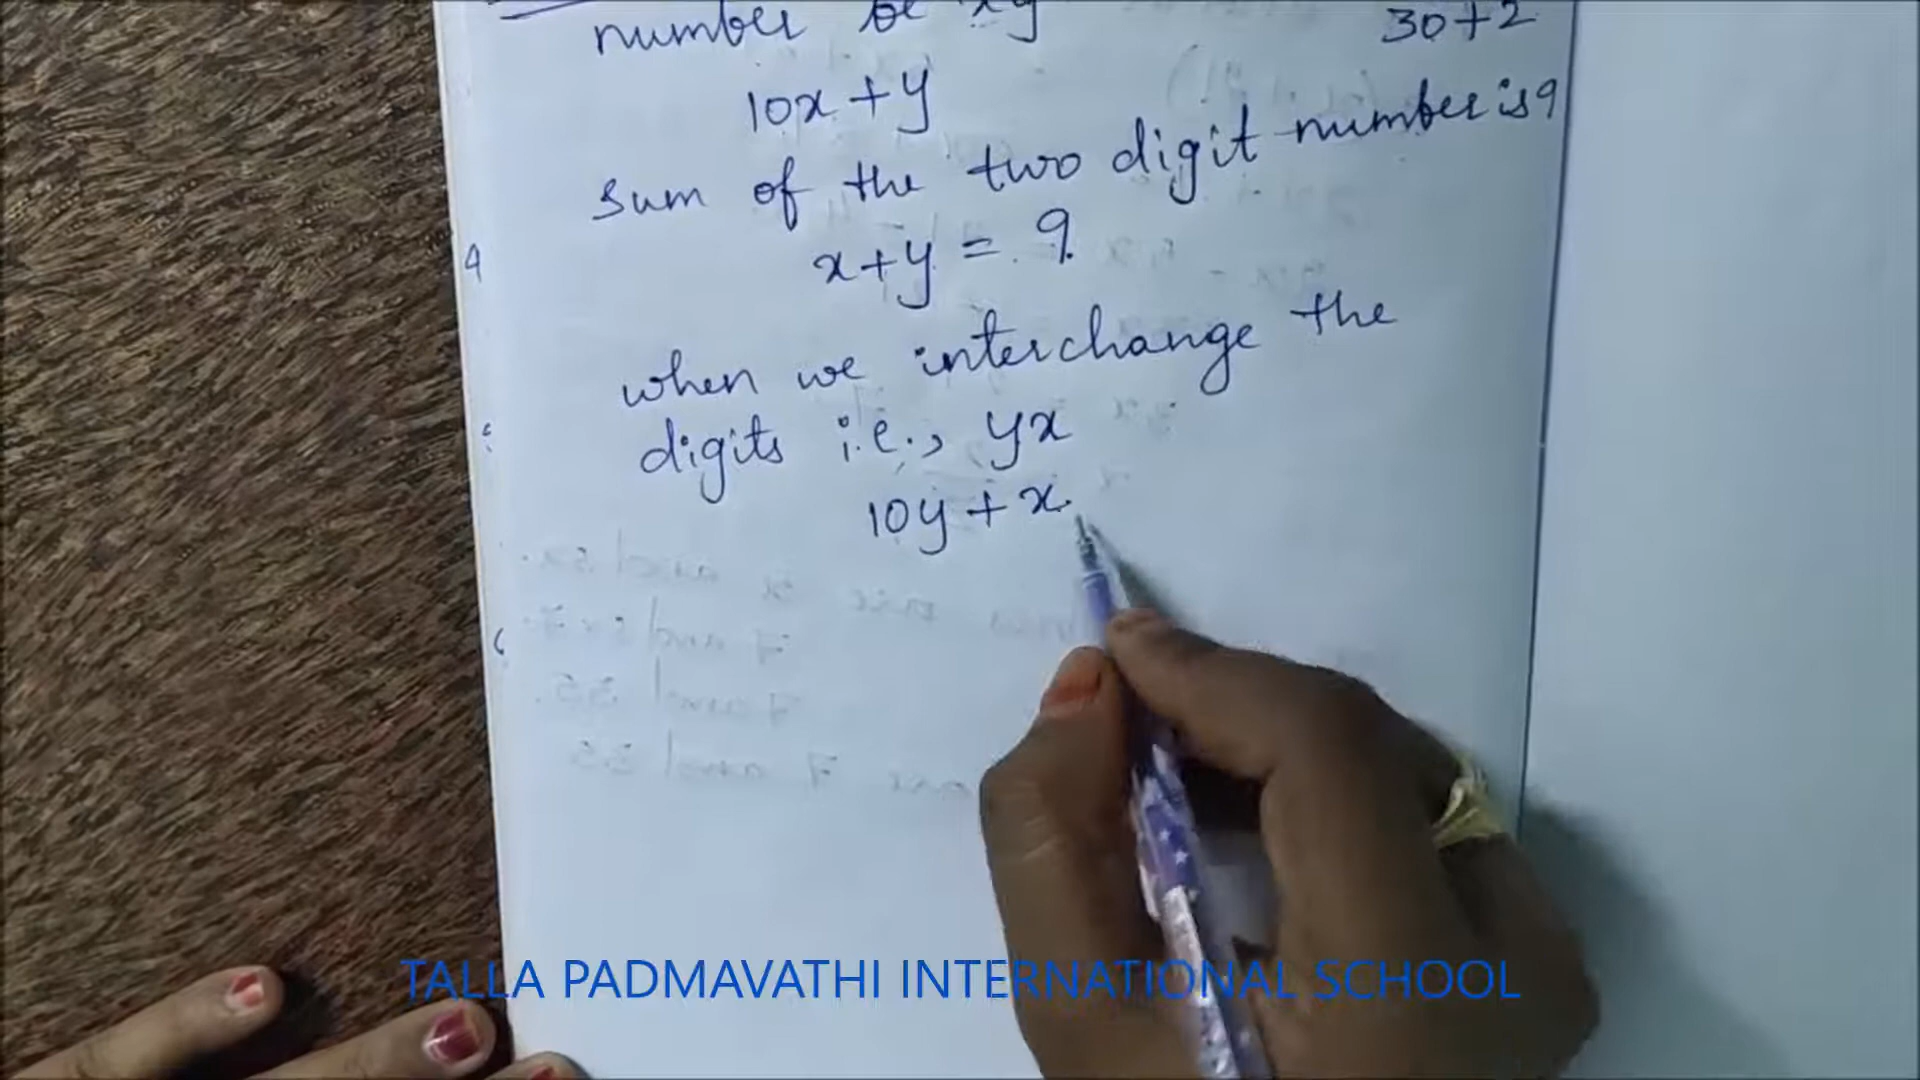 number be xy
30+2
10x + y
sum of the two digit number is 9
x+y = 9.
when we interchange the
digits i.e., yx
10y + x.
TALLA PADMAVATHI INTERNATIONAL SCHOOL